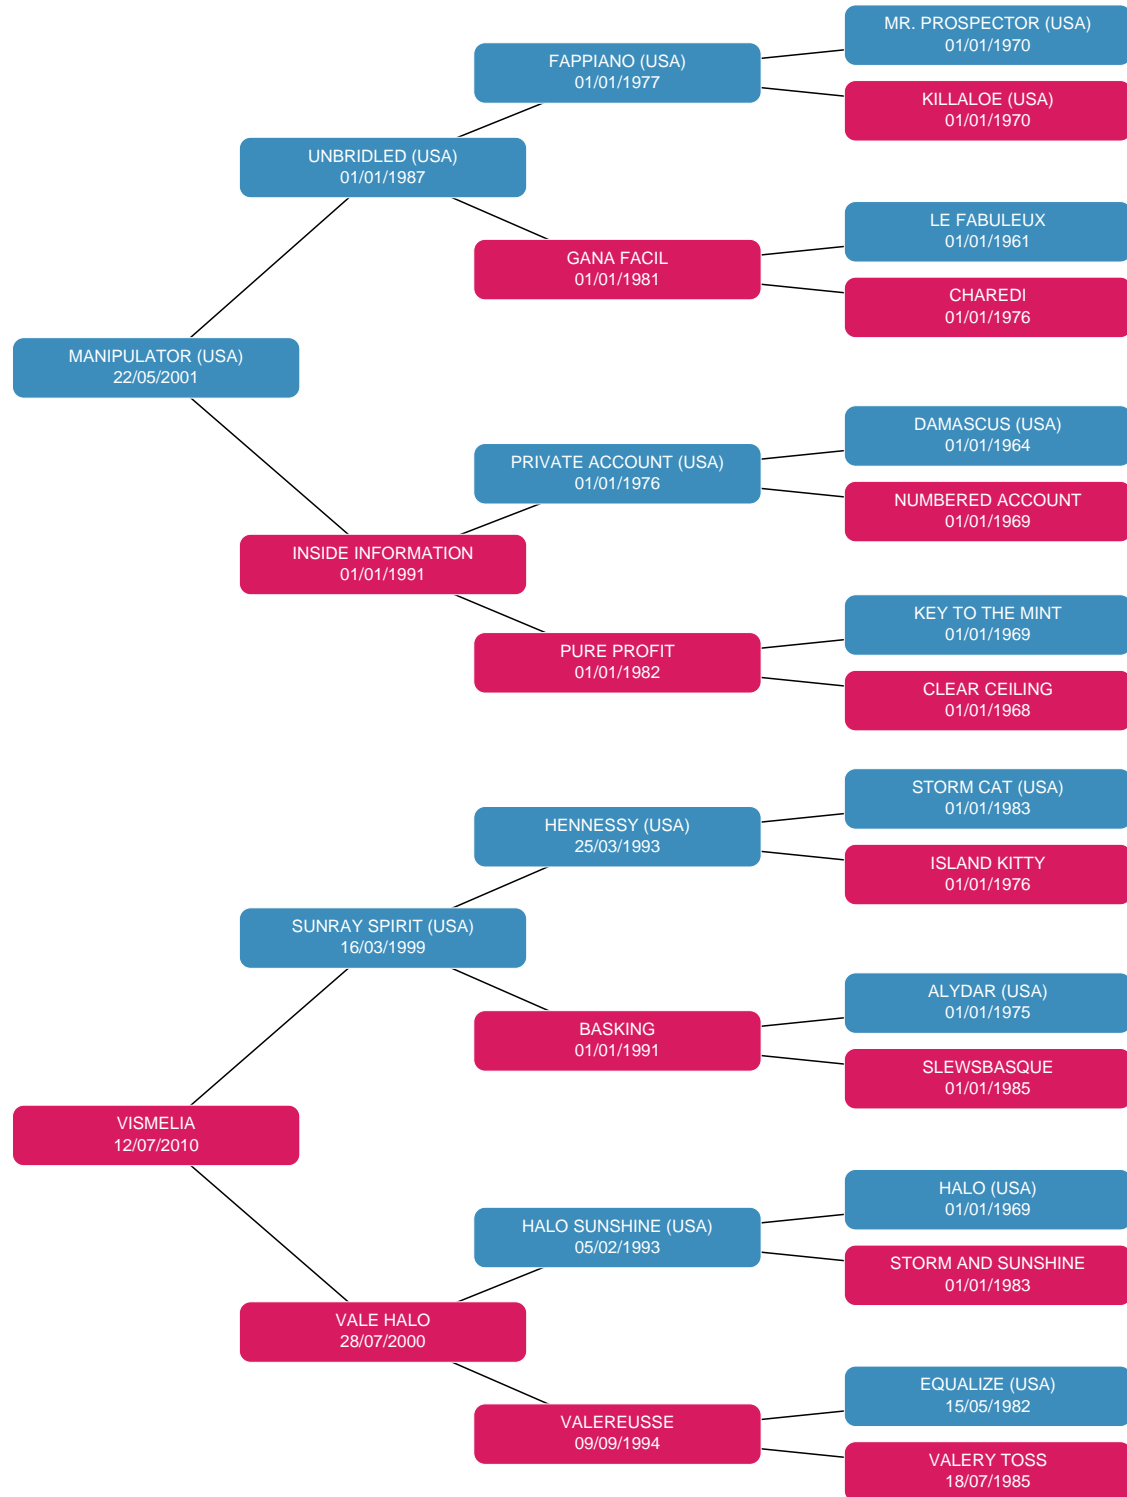 MR. PROSPECTOR (USA)
01/01/1970
FAPPIANO (USA)
01/01/1977
KILLALOE (USA)
01/01/1970
UNBRIDLED (USA)
01/01/1987
LE FABULEUX
01/01/1961
GANA FACIL
01/01/1981
CHAREDI
01/01/1976
MANIPULATOR (USA)
22/05/2001
DAMASCUS (USA)
01/01/1964
PRIVATE ACCOUNT (USA)
01/01/1976
NUMBERED ACCOUNT
01/01/1969
INSIDE INFORMATION
01/01/1991
KEY TO THE MINT
01/01/1969
PURE PROFIT
01/01/1982
CLEAR CEILING
01/01/1968
STORM CAT (USA)
01/01/1983
HENNESSY (USA)
25/03/1993
ISLAND KITTY
01/01/1976
SUNRAY SPIRIT (USA)
16/03/1999
ALYDAR (USA)
01/01/1975
BASKING
01/01/1991
SLEWSBASQUE
01/01/1985
VISMELIA
12/07/2010
HALO (USA)
01/01/1969
HALO SUNSHINE (USA)
05/02/1993
STORM AND SUNSHINE
01/01/1983
VALE HALO
28/07/2000
EQUALIZE (USA)
15/05/1982
VALEREUSSE
09/09/1994
VALERY TOSS
18/07/1985